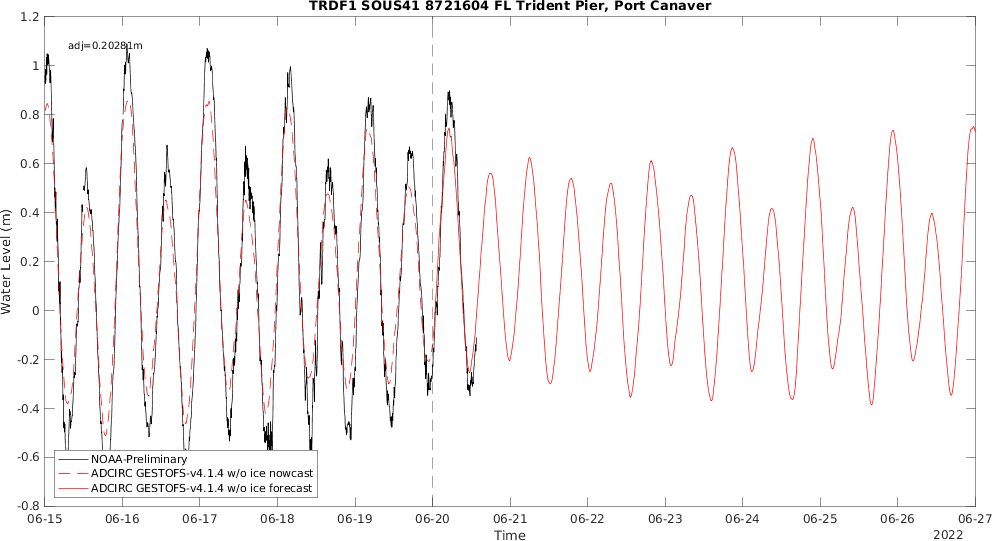 TRDF1 SOUS41 8721604 FL Trident Pier, Port Canaver
adj=0.20281m
1.2
1
0.8
0.6
0.4
0.2
0
-0.2
-0.4
-0.6
-0.8
Water Level (m)
NOAA-Preliminary
ADCIRC GESTOFS-v4.1.4 w/o ice nowcast
ADCIRC GESTOFS-v4.1.4 w/o ice forecast
06-15 06-16 06-17 06-18 06-19 06-20 06-21 06-22 06-23 06-24 06-25 06-26 06-27
Time
2022